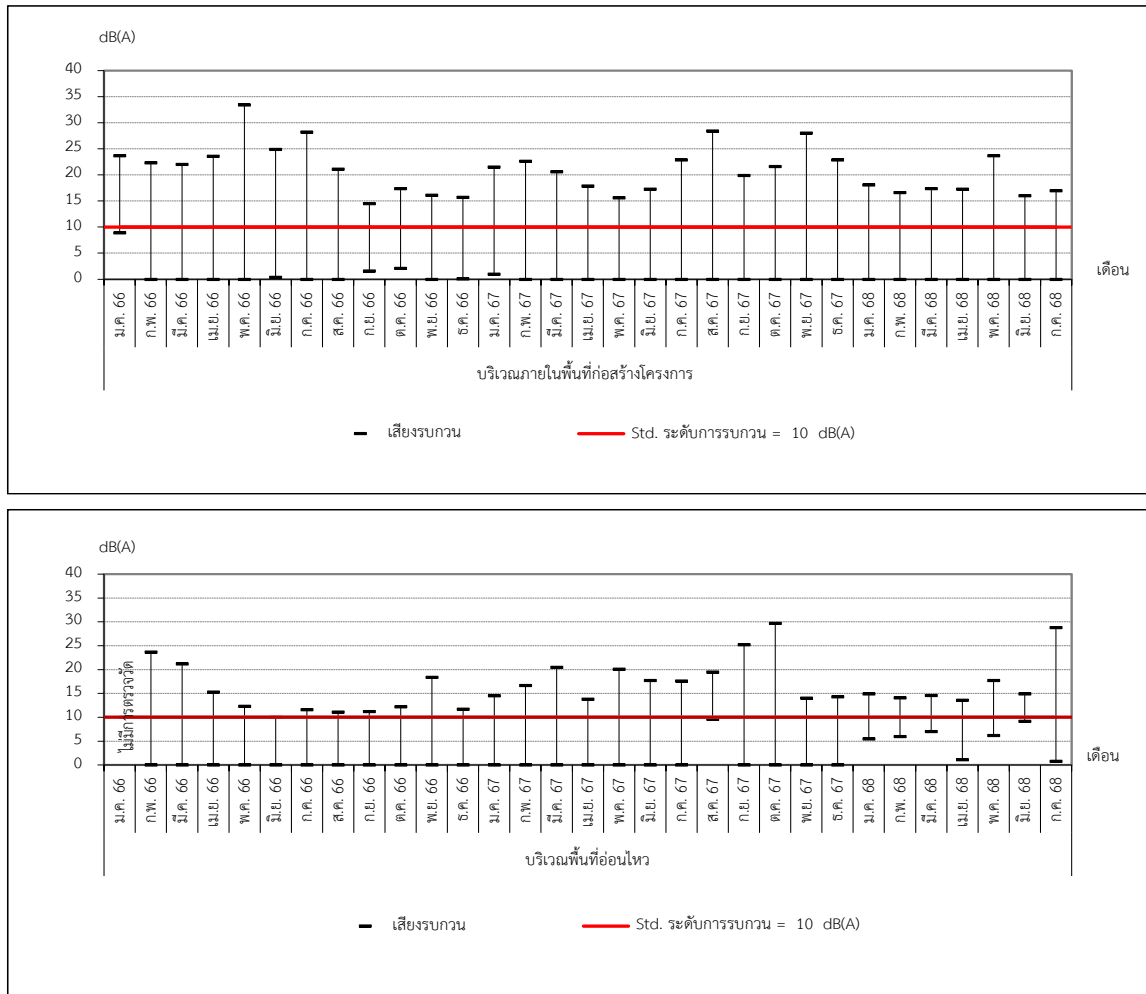 dB(A)
40
35
30
25
20
15
10
5
0
เดือน
ม.ค. 66
ก.พ. 66
มี.ค. 66
เม.ย. 66
พ.ค. 66
มิ.ย. 66
ก.ค. 66
ส.ค. 66
ก.ย. 66
ต.ค. 66
พ.ย. 66
ธ.ค. 66
ม.ค. 67
ก.พ. 67
มี.ค. 67
เม.ย. 67
พ.ค. 67
มิ.ย. 67
ก.ค. 67
ส.ค. 67
ก.ย. 67
ต.ค. 67
พ.ย. 67
ธ.ค. 67
ม.ค. 68
ก.พ. 68
มี.ค. 68
เม.ย. 68
พ.ค. 68
มิ.ย. 68
ก.ค. 68
บริเวณภายในพื้นที่ก่อสร้างโครงการ
เสียงรบกวน
Std. ระดับการรบกวน = 10 dB(A)
dB(A)
40
35
30
25
20
15
10
5
0
ไม่มีการตรวจวัด
เดือน
ม.ค. 66
ก.พ. 66
มี.ค. 66
เม.ย. 66
พ.ค. 66
มิ.ย. 66
ก.ค. 66
ส.ค. 66
ก.ย. 66
ต.ค. 66
พ.ย. 66
ธ.ค. 66
ม.ค. 67
ก.พ. 67
มี.ค. 67
เม.ย. 67
พ.ค. 67
มิ.ย. 67
ก.ค. 67
ส.ค. 67
ก.ย. 67
ต.ค. 67
พ.ย. 67
ธ.ค. 67
ม.ค. 68
ก.พ. 68
มี.ค. 68
เม.ย. 68
พ.ค. 68
มิ.ย. 68
ก.ค. 68
บริเวณพื้นที่อ่อนไหว
เสียงรบกวน
Std. ระดับการรบกวน = 10 dB(A)